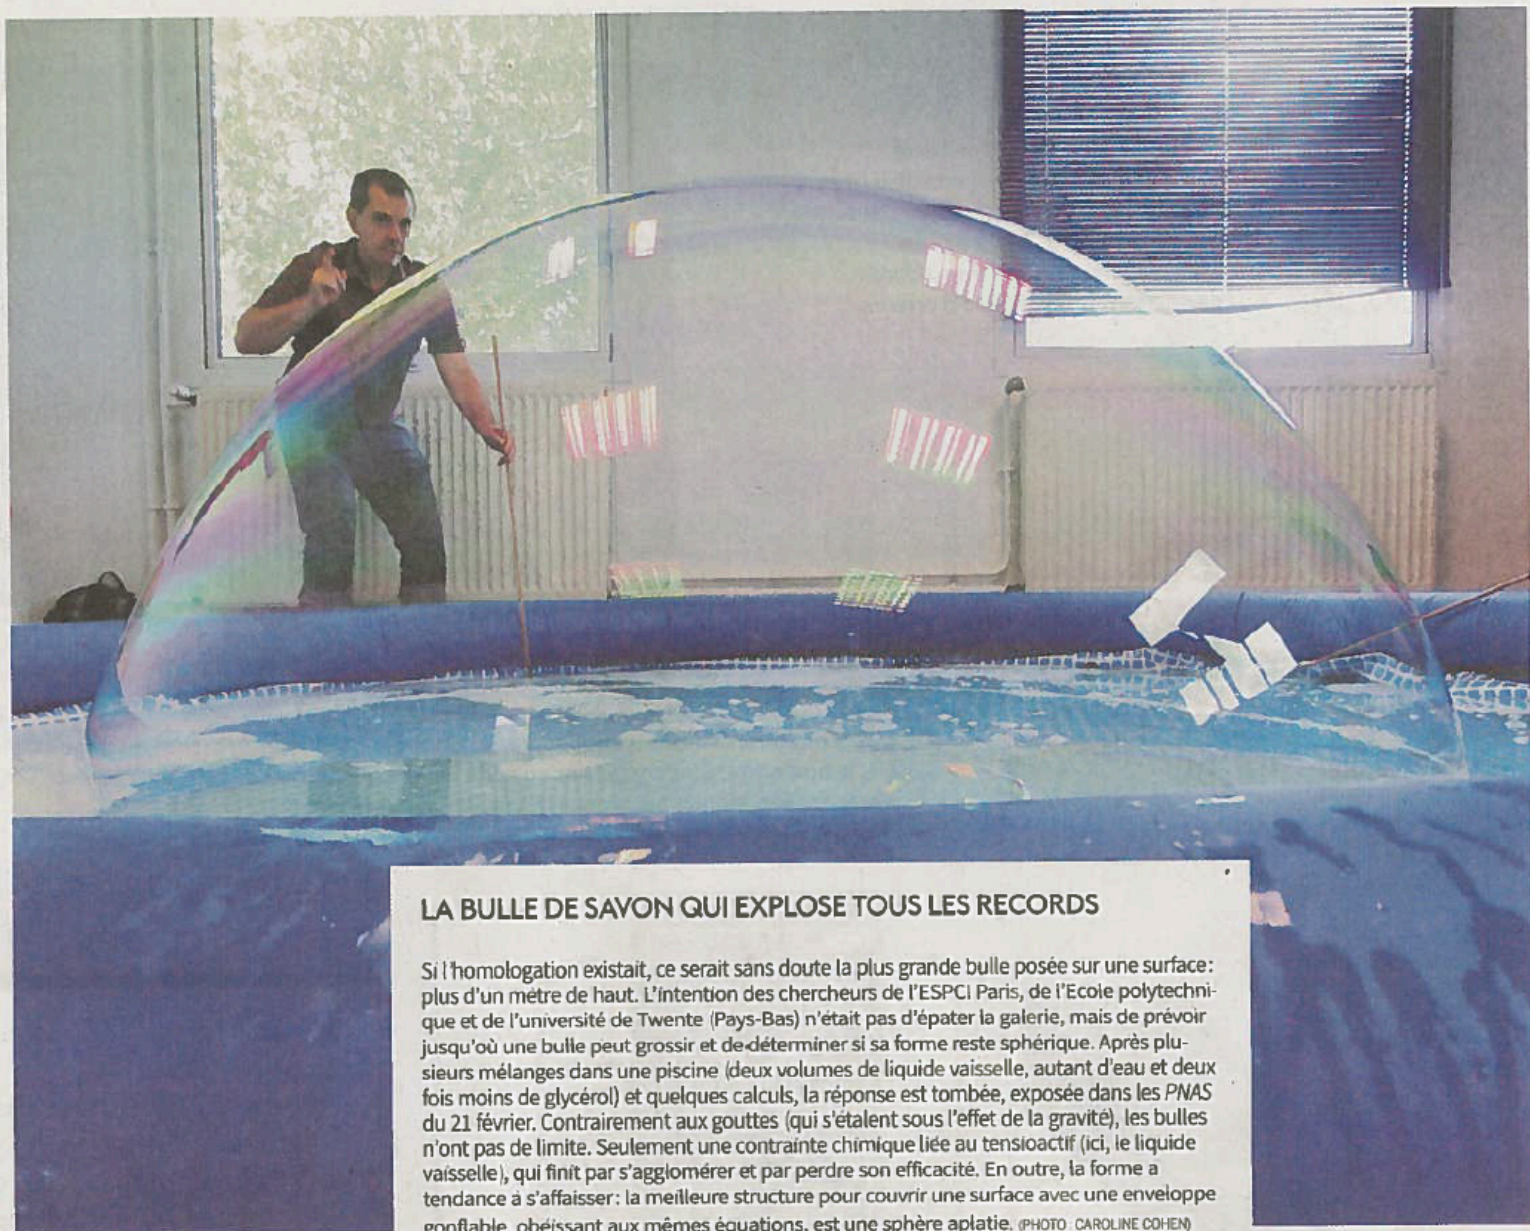 LA BULLE DE SAVON QUI EXPLOSE TOUS LES RECORDS
Si l'homologation existait, ce serait sans doute la plus grande bulle posée sur une surface:
plus d'un mètre de haut. L'intention des chercheurs de l'ESPCI Paris, de l'Ecole polytechni-
que et de l'université de Twente (Pays-Bas) n'était pas d'épater la galerie, mais de prévoir
jusqu'où une bulle peut grossir et de déterminer si sa forme reste sphérique. Après plu-
sieurs mélanges dans une piscine (deux volumes de liquide vaisselle, autant d'eau et deux
fois moins de glycérol) et quelques calculs, la réponse est tombée, exposée dans les PNAS
du 21 février. Contrairement aux gouttes (qui s'étalent sous l'effet de la gravité), les bulles
n'ont pas de limite. Seulement une contrainte chimique liée au tensioactif (ici, le liquide
vaisselle), qui finit par s'agglomérer et par perdre son efficacité. En outre, la forme a
tendance à s'affaisser: la meilleure structure pour couvrir une surface avec une enveloppe
gonflable, obéissant aux mêmes équations, est une sphère aplatie. (PHOTO: CAROLINE COHEN)